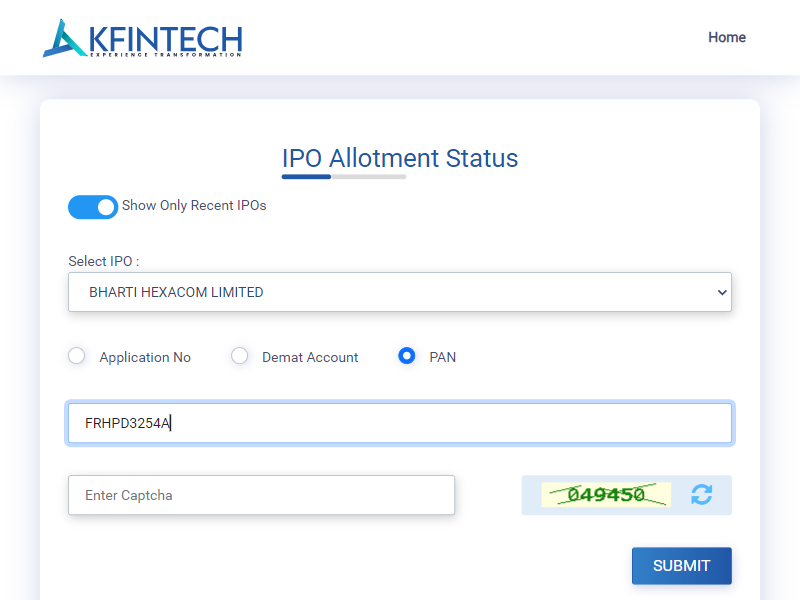 KFINTECH
EXPERIENCE TRANSFORMATION
Home
IPO Allotment Status
Show Only Recent IPOs
Select IPO :
BHARTI HEXACOM LIMITED
Application No
Demat Account
PAN
FRHPD3254A
Enter Captcha
049450
SUBMIT